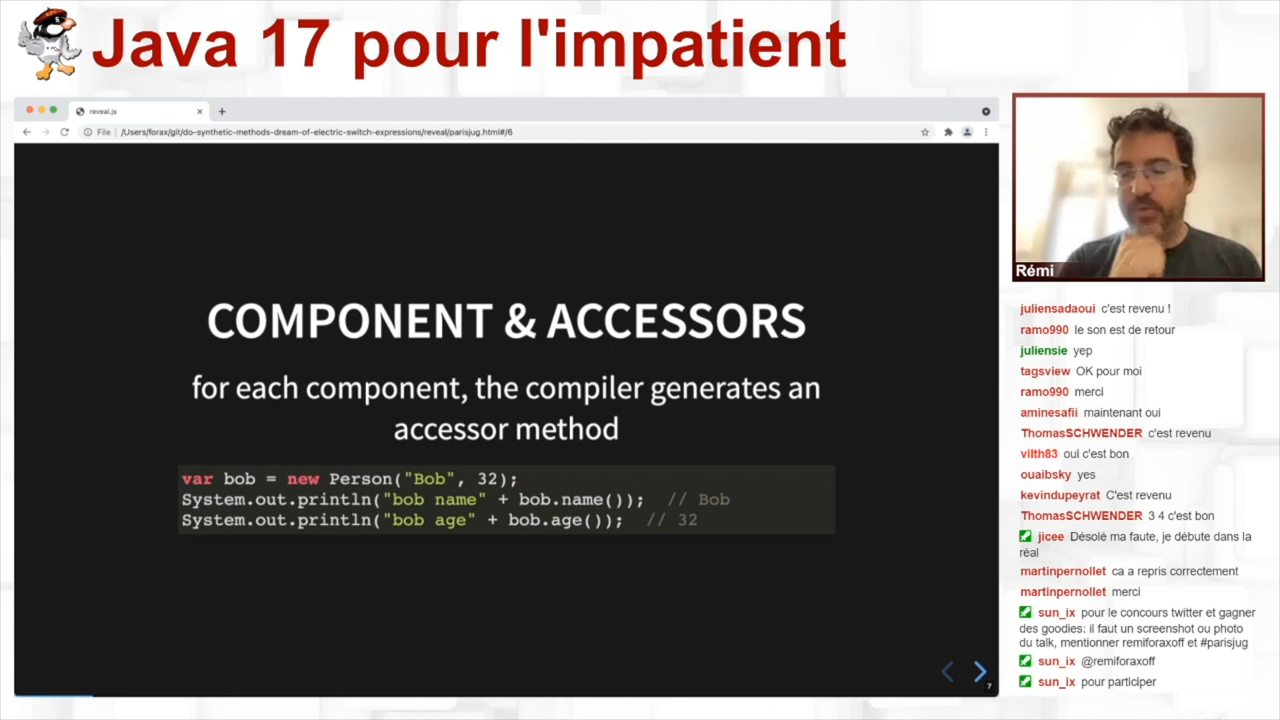 Java 17 pour l'impatient
reveal.js
File
/Users/forax/git/do-synthetic-methods-dream-of-electric-switch-expressions/reveal/parisjug.html#/6
COMPONENT & ACCESSORS
for each component, the compiler generates an
accessor method
var bob = new Person("Bob", 32);
System.out.println("bob name" + bob.name()); // Bob
System.out.println("bob age" + bob.age()); // 32
7
Rémi
juliensadaoui c'est revenu !
ramo990 le son est de retour
juliensie yep
tagsview OK pour moi
ramo990 merci
aminesafii maintenant oui
ThomasSCHWENDER c'est revenu
vilth83 oui c'est bon
ouaibsky yes
kevindupeyrat C'est revenu
ThomasSCHWENDER 3 4 c'est bon
jicee Désolé ma faute, je débute dans la
réal
martinpernollet ca a repris correctement
martinpernollet merci
sun_ix pour le concours twitter et gagner
des goodies: il faut un screenshot ou photo
du talk, mentionner remiforaxoff et #parisjug
sun_ix @remiforaxoff
sun_ix pour participer